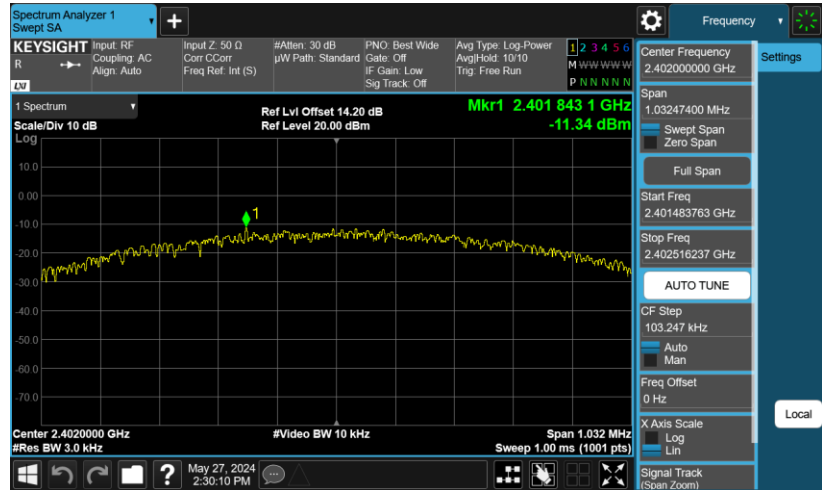 Spectrum Analyzer 1
Swept SA
+
Frequency
KEYSIGHT
R
LXI
Input: RF
Coupling: AC
Align: Auto
Input Z: 50 Ω
Corr CCorr
Freq Ref: Int (S)
#Atten: 30 dB
µW Path: Standard
PNO: Best Wide
Gate: Off
IF Gain: Low
Sig Track: Off
Avg Type: Log-Power
Avg|Hold: 10/10
Trig: Free Run
1 2 3 4 5 6
M W W W W W
P N N N N N
1 Spectrum
Scale/Div 10 dB
Log
Ref Lvl Offset 14.20 dB
Ref Level 20.00 dBm
Mkr1 2.401 843 1 GHz
-11.34 dBm
10.0
0.00
-10.0
-20.0
-30.0
-40.0
-50.0
-60.0
-70.0
1
Center 2.4020000 GHz
#Res BW 3.0 kHz
#Video BW 10 kHz
Span 1.032 MHz
Sweep 1.00 ms (1001 pts)
?
May 27, 2024
2:30:10 PM
Center Frequency
2.402000000 GHz
Span
1.03247400 MHz
Swept Span
Zero Span
Full Span
Start Freq
2.401483763 GHz
Stop Freq
2.402516237 GHz
AUTO TUNE
CF Step
103.247 kHz
Auto
Man
Freq Offset
0 Hz
X Axis Scale
Log
Lin
Signal Track
(Span Zoom)
Settings
Local